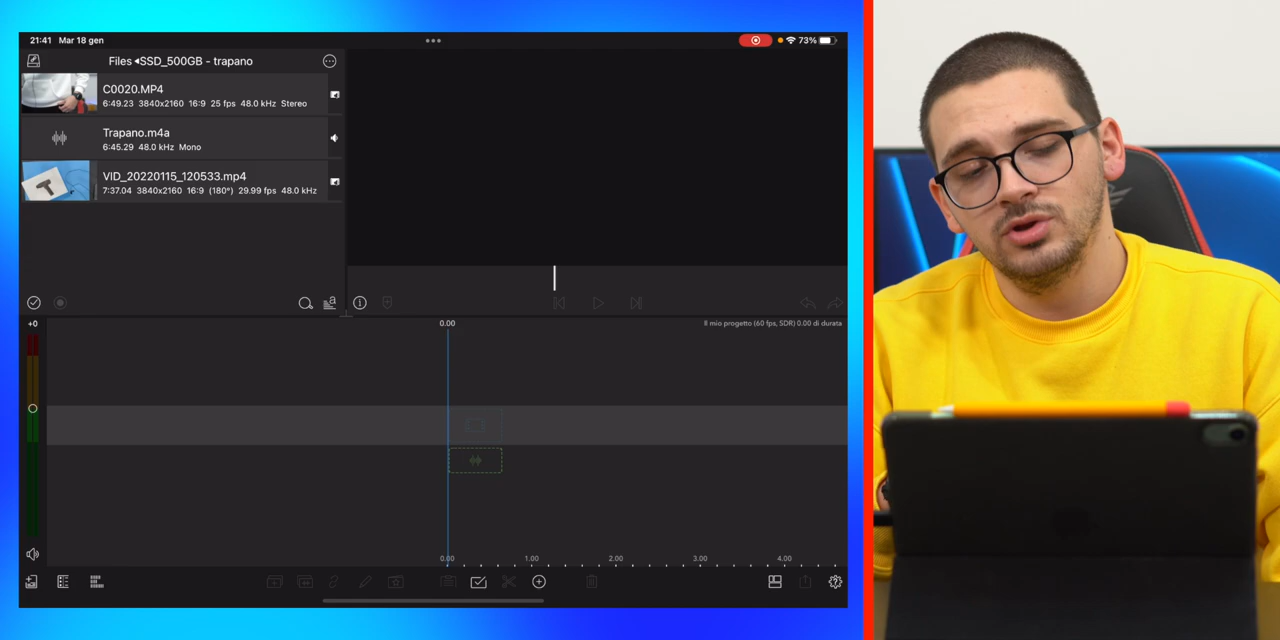 21:41 Mar 18 gen
73%
Files SSD_500GB - trapano
C0020.MP4
6:49.23 3840x2160 16:9 25 fps 48.0 kHz Stereo
Trapano.m4a
6:45.29 48.0 kHz Mono
VID_20220115_120533.mp4
7:37.04 3840x2160 16:9 (180°) 29.99 fps 48.0 kHz
+0
0.00
Il mio progetto (60 fps, SDR) 0.00 di durata
0.00 1.00 2.00 3.00 4.00